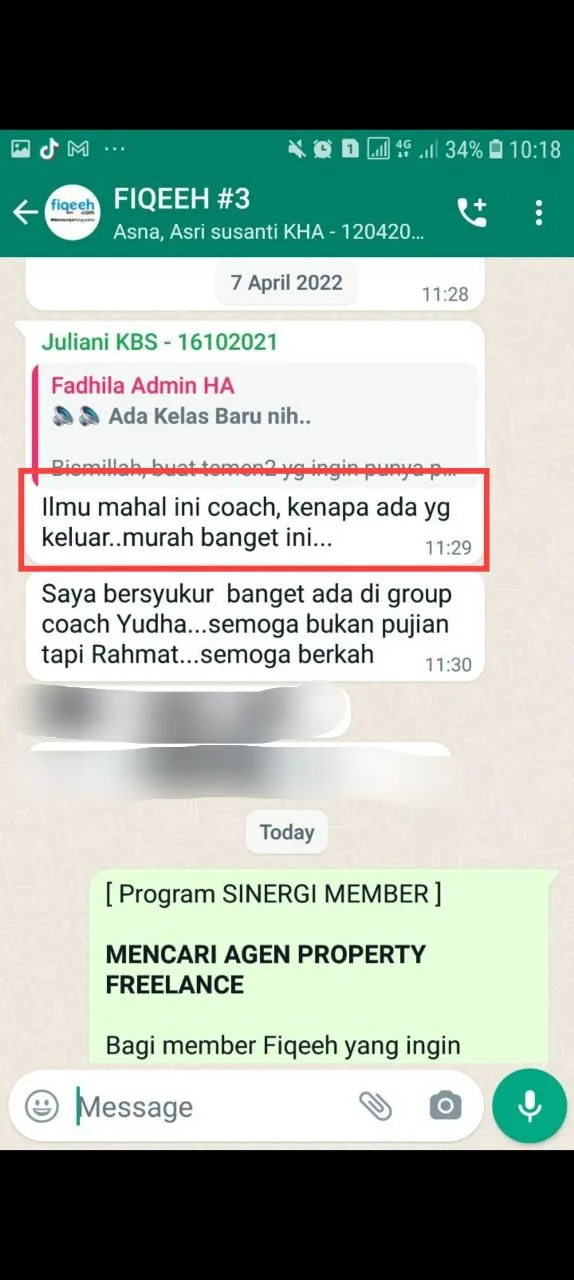 34% 10:18
fiqeeh
.com
FIQEEH #3
Asna, Asri susanti KHA - 120420...
7 April 2022
11:28
Juliani KBS - 16102021
Fadhila Admin HA
Ada Kelas Baru nih..
Bismillah, buat temen2 yg ingin punya p...
Ilmu mahal ini coach, kenapa ada yg
keluar..murah banget ini...
11:29
Saya bersyukur banget ada di group
coach Yudha...semoga bukan pujian
tapi Rahmat...semoga berkah
11:30
Today
[ Program SINERGI MEMBER ]
MENCARI AGEN PROPERTY
FREELANCE
Bagi member Fiqeeh yang ingin
Message